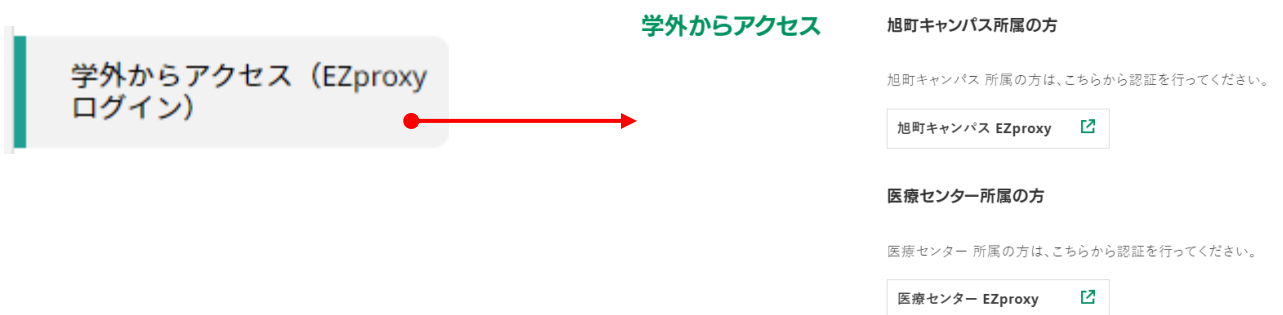 学外からアクセス（EZproxy
ログイン）
学外からアクセス
旭町キャンパス所属の方
旭町キャンパス 所属の方は、こちらから認証を行ってください。
旭町キャンパス EZproxy
医療センター所属の方
医療センター 所属の方は、こちらから認証を行ってください。
医療センター EZproxy